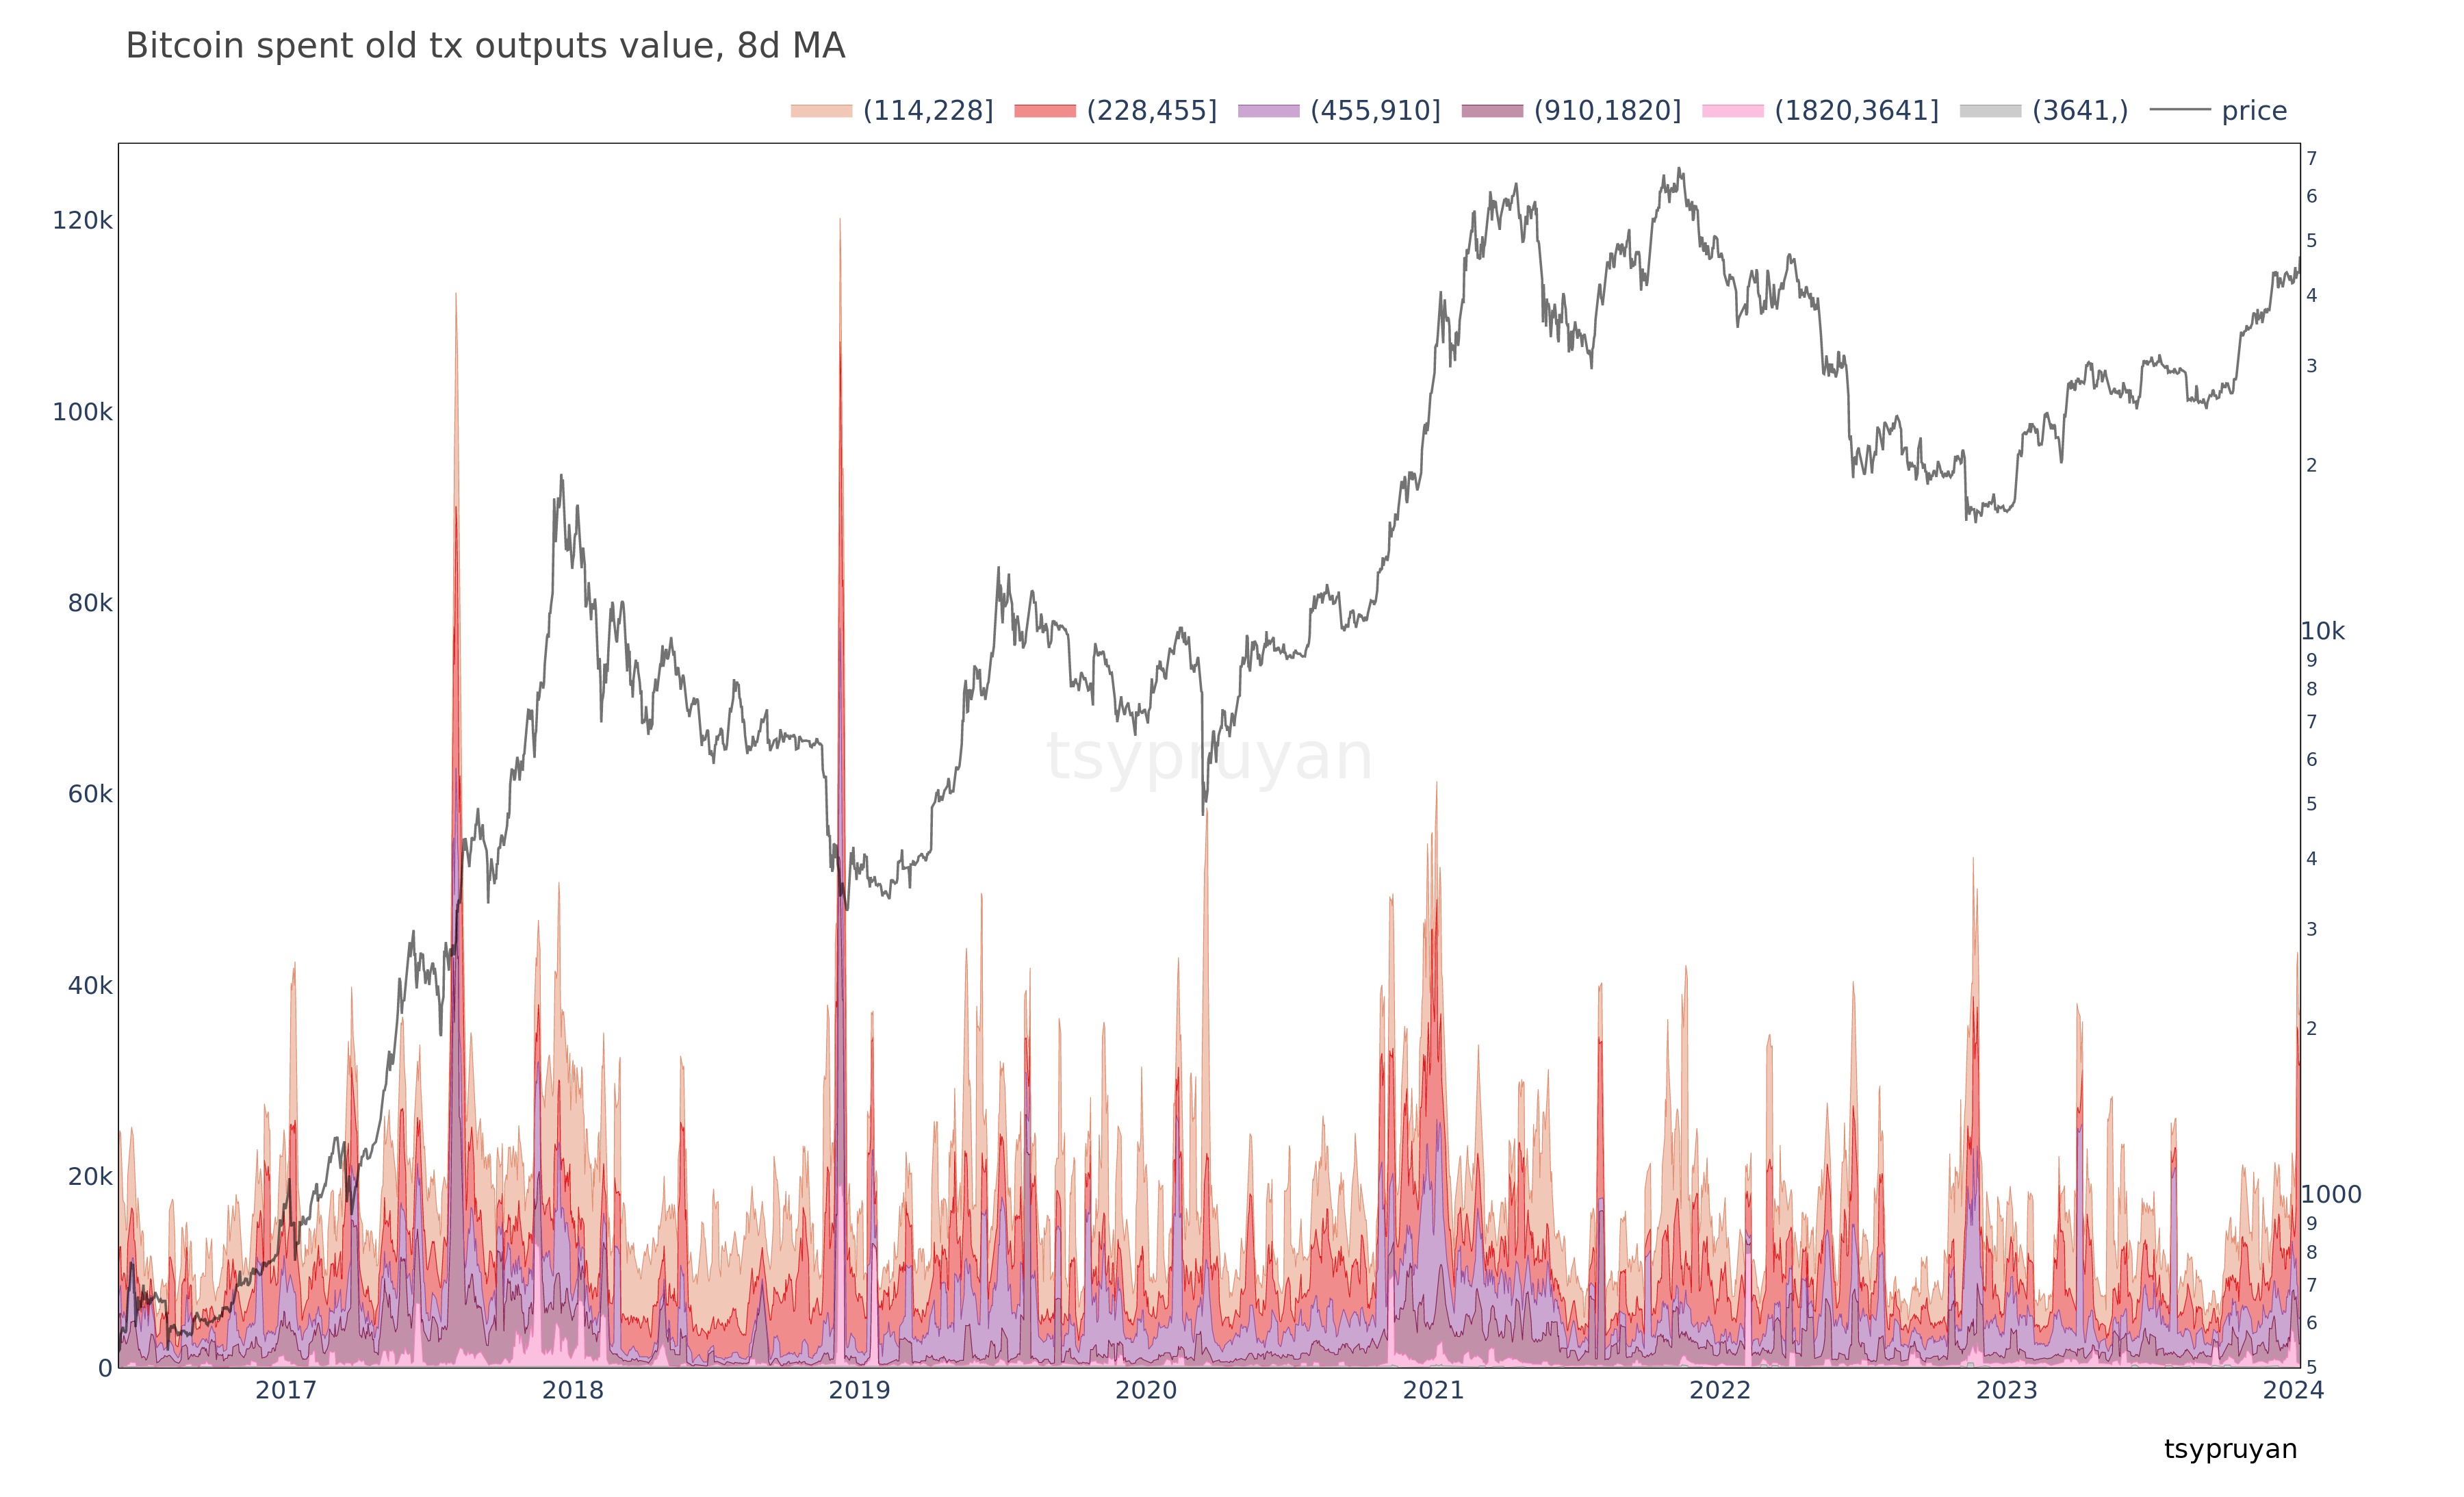 Bitcoin spent old tx outputs value, 8d MA
(114,228] (228,455] (455,910] (910,1820] (1820,3641] (3641,) price
7
120k 6
5
4
100k
3
2
80k
10k
9
8
7
tsypruyan
6
60k 5
4
3
40k
2
20k
1000
9
8
7
6
0 5
2017 2018 2019 2020 2021 2022 2023 2024
tsypruyan